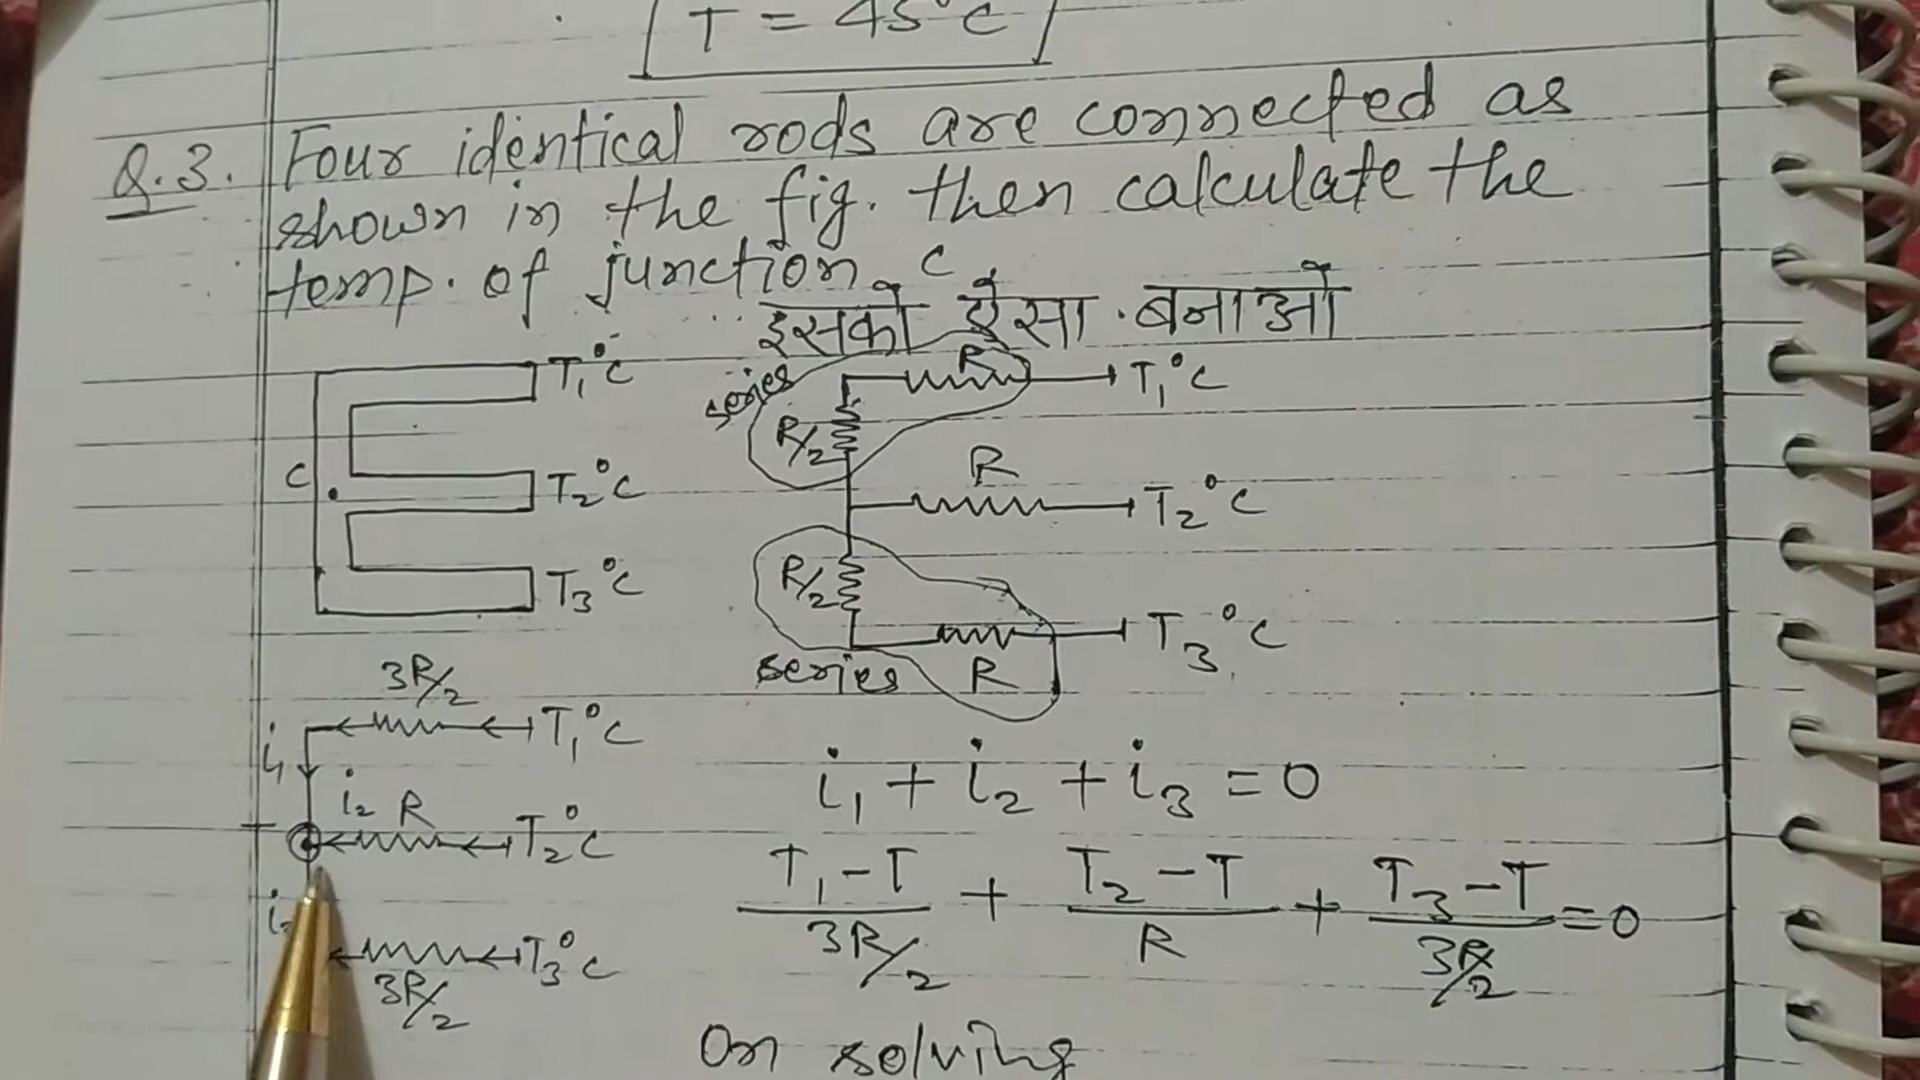 T = 45°C
Q.3. Four identical rods are connected as
shown in the fig. then calculate the
temp. of junction C
इसको ऐसा बनाओ
T₁°C
C
T₂°C
T₃°C
series
R
T₁°C
R/2
R
T₂°C
R/2
T₃°C
series
R
3R/2
i₁
T₁°C
i₂ R
T₂°C
T₃°C
3R/2
i₁ + i₂ + i₃ = 0
T₁-T / 3R/2 + T₂-T / R + T₃-T / 3R/2 = 0
On solving